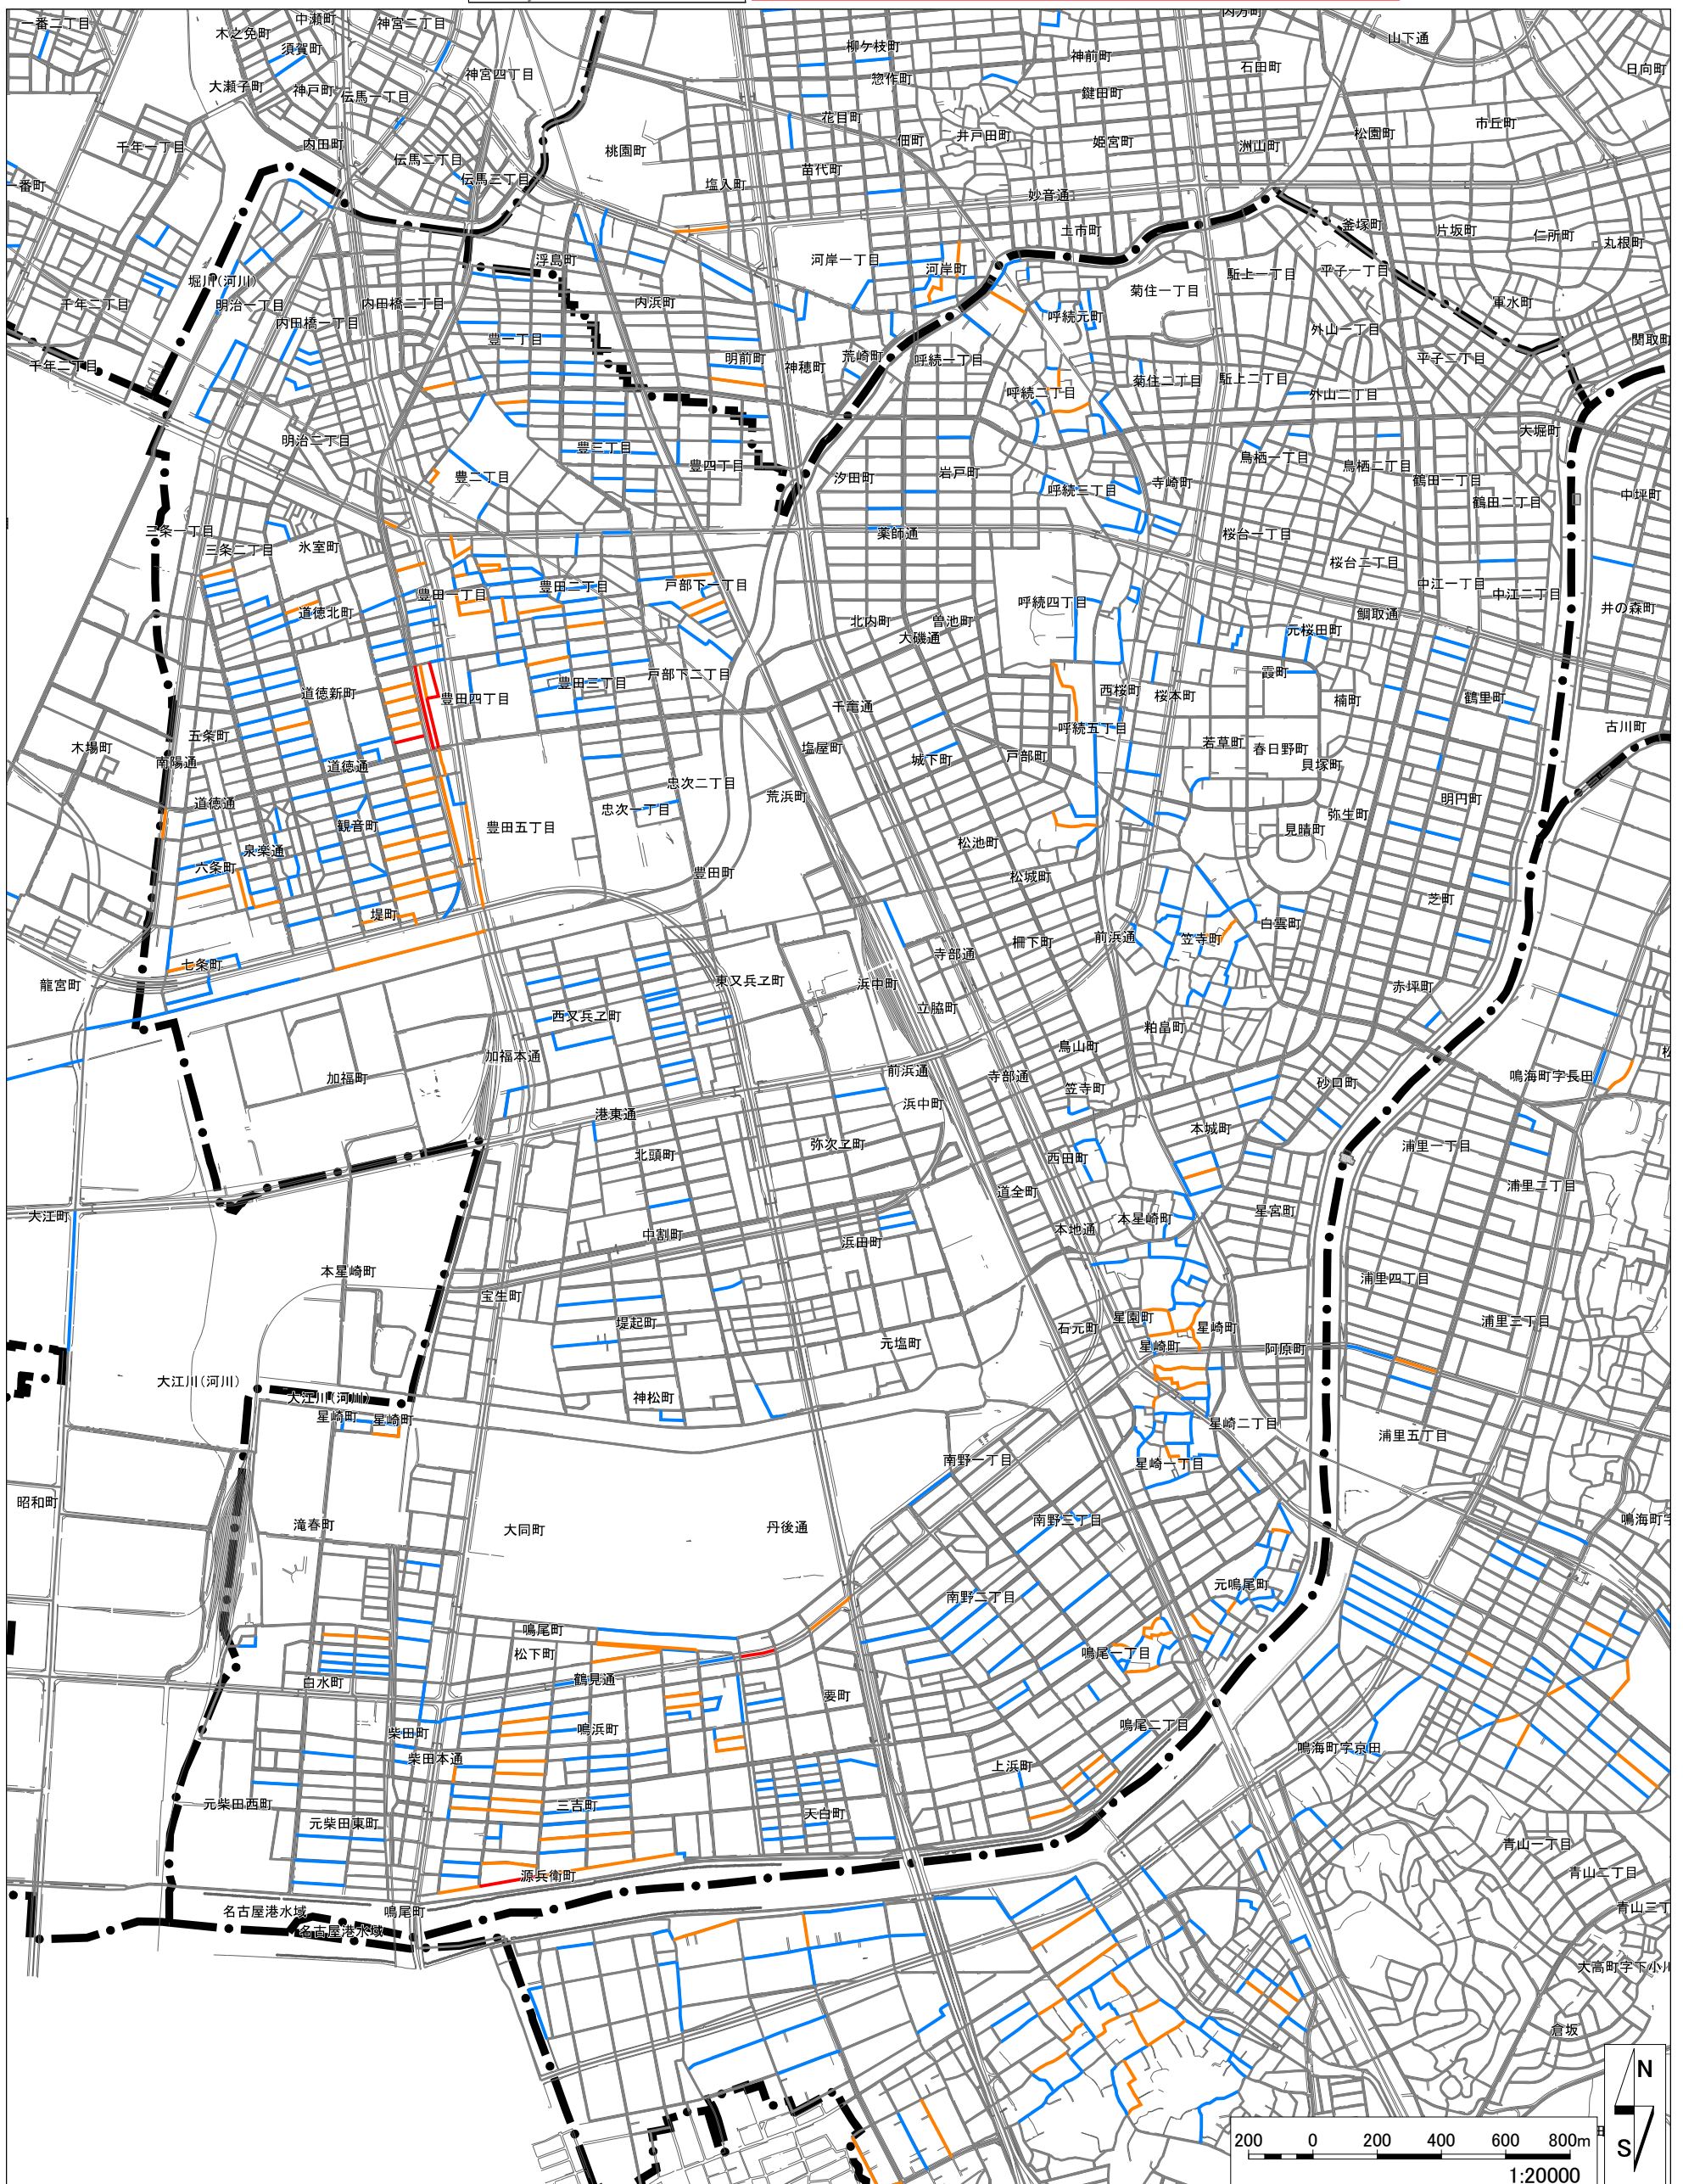 一番二丁目
中瀬町
神宮二丁目
木之免町
須賀町
神宮四丁目
大瀬子町
神戸町
伝馬一丁目
柳ケ枝町
惣作町
神前町
山下通
石田町
日向町
鍵田町
花目町
千年一丁目
内田町
伝馬二丁目
桃園町
佃町
井戸田町
姫宮町
洲山町
松園町
市丘町
伝馬三丁目
塩入町
苗代町
妙音通
土市町
釜塚町
片坂町
仁所町
丸根町
堀川(河川)
浮島町
河岸一丁目
河岸町
駈上一丁目
平子一丁目
千年二丁目
明治一丁目
内田橋二丁目
内浜町
菊住一丁目
軍水町
内田橋一丁目
呼続元町
外山一丁目
豊一丁目
関取町
千年二丁目
明前町
神穂町
荒崎町
呼続一丁目
平子二丁目
呼続二丁目
菊住二丁目
駈上二丁目
外山二丁目
明治二丁目
豊三丁目
大堀町
豊二丁目
豊四丁目
汐田町
岩戸町
呼続三丁目
寺崎町
鳥栖一丁目
鳥栖二丁目
鶴田一丁目
鶴田二丁目
中坪町
三条一丁目
三条二丁目
氷室町
薬師通
桜台一丁目
桜台二丁目
豊田一丁目
豊田二丁目
戸部下一丁目
中江一丁目
中江二丁目
道徳北町
呼続四丁目
井の森町
北内町
曽池町
大磯通
元桜田町
鯛取通
戸部下二丁目
霞町
道徳新町
豊田四丁目
豊田三丁目
西桜町
桜本町
楠町
鶴里町
五条町
千竈通
呼続五丁目
古川町
木場町
南陽通
塩屋町
城下町
戸部町
若草町
春日野町
貝塚町
道徳通
忠次二丁目
荒浜町
道徳通
観音町
豊田五丁目
忠次一丁目
明円町
弥生町
見晴町
泉楽通
松池町
六条町
豊田町
松城町
堤町
芝町
白雲町
柵下町
前浜通
笠寺町
七条町
寺部通
龍宮町
東又兵ヱ町
浜中町
赤坪町
立脇町
西又兵ヱ町
粕畠町
加福本通
鳥山町
加福町
前浜通
寺部通
砂口町
鳴海町字長田
港東通
浜中町
笠寺町
本城町
北頭町
弥次ヱ町
西田町
浦里一丁目
道全町
浦里二丁目
大江町
中割町
浜田町
本地通
本星崎町
星宮町
本星崎町
宝生町
浦里四丁目
堤起町
石元町
星園町
星崎町
浦里三丁目
元塩町
星崎町
阿原町
大江川(河川)
大江川(河川)
神松町
星崎町
星崎町
星崎二丁目
浦里五丁目
南野一丁目
星崎一丁目
昭和町
滝春町
大同町
丹後通
南野三丁目
南野二丁目
元鳴尾町
鳴尾町
松下町
鳴尾一丁目
白水町
鶴見通
要町
柴田町
鳴浜町
鳴尾二丁目
柴田本通
上浜町
鳴海町字京田
元柴田西町
三吉町
天白町
元柴田東町
青山一丁目
青山二丁目
源兵衛町
名古屋港水域
鳴尾町
名古屋港水域
大高町字下小川
倉坂
N
S
200 0 200 400 600 800m
1:20000